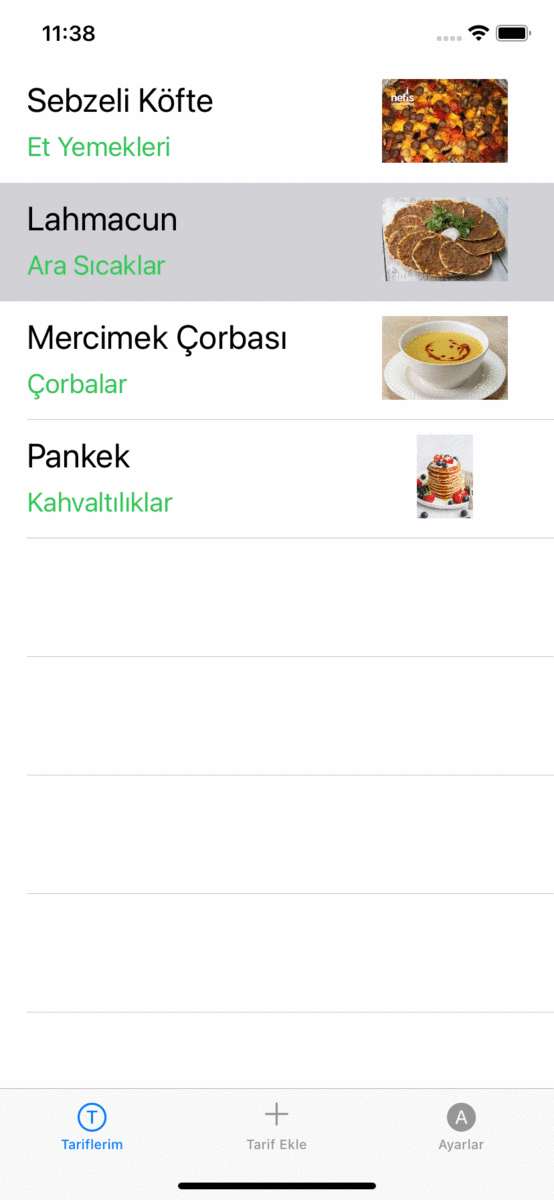 11:38
Sebzeli Köfte
nefis
Et Yemekleri
Lahmacun
Ara Sıcaklar
Mercimek Çorbası
Çorbalar
Pankek
Kahvaltılıklar
T
A
Tariflerim
Tarif Ekle
Ayarlar